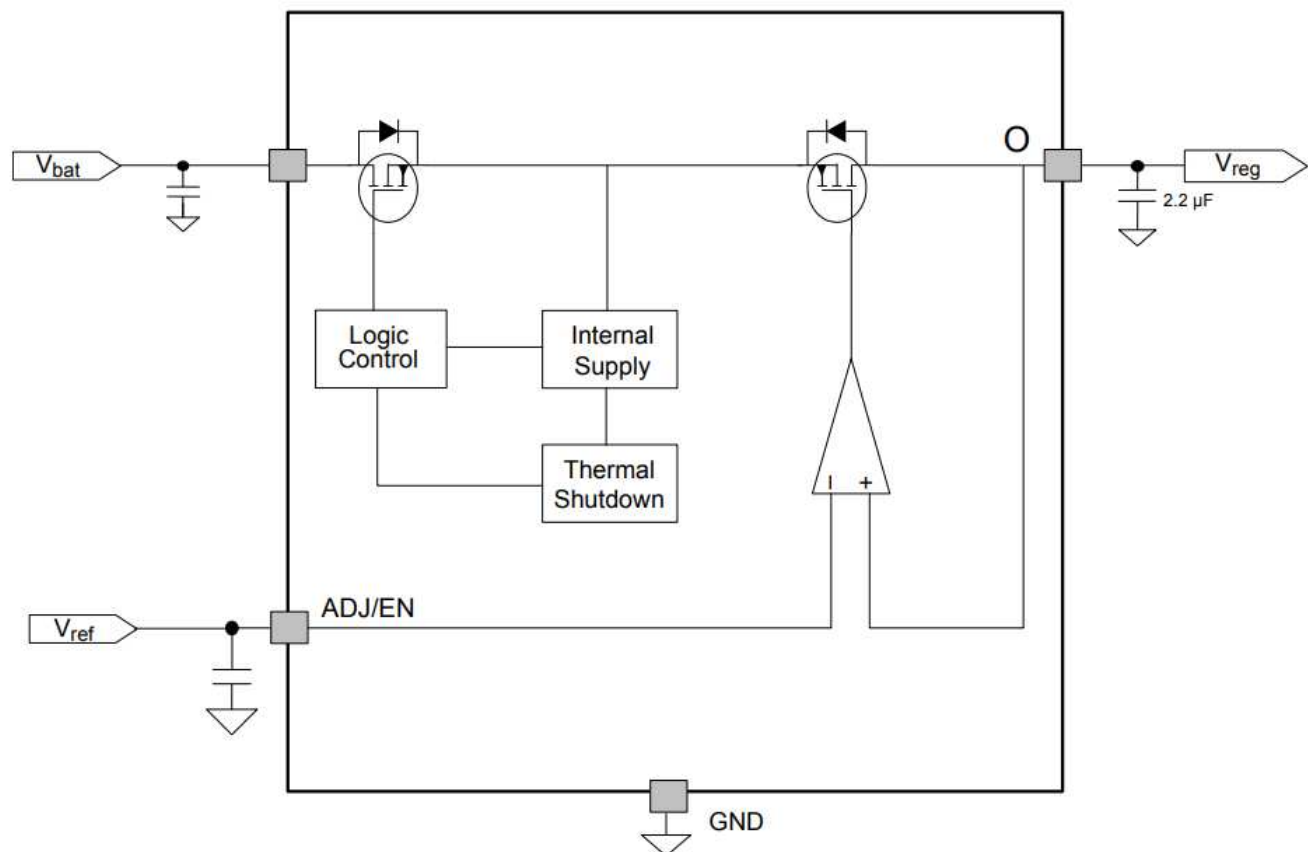 O
Vbat
Vreg
2.2 µF
Logic
Control
Internal
Supply
Thermal
Shutdown
– +
ADJ/EN
Vref
GND